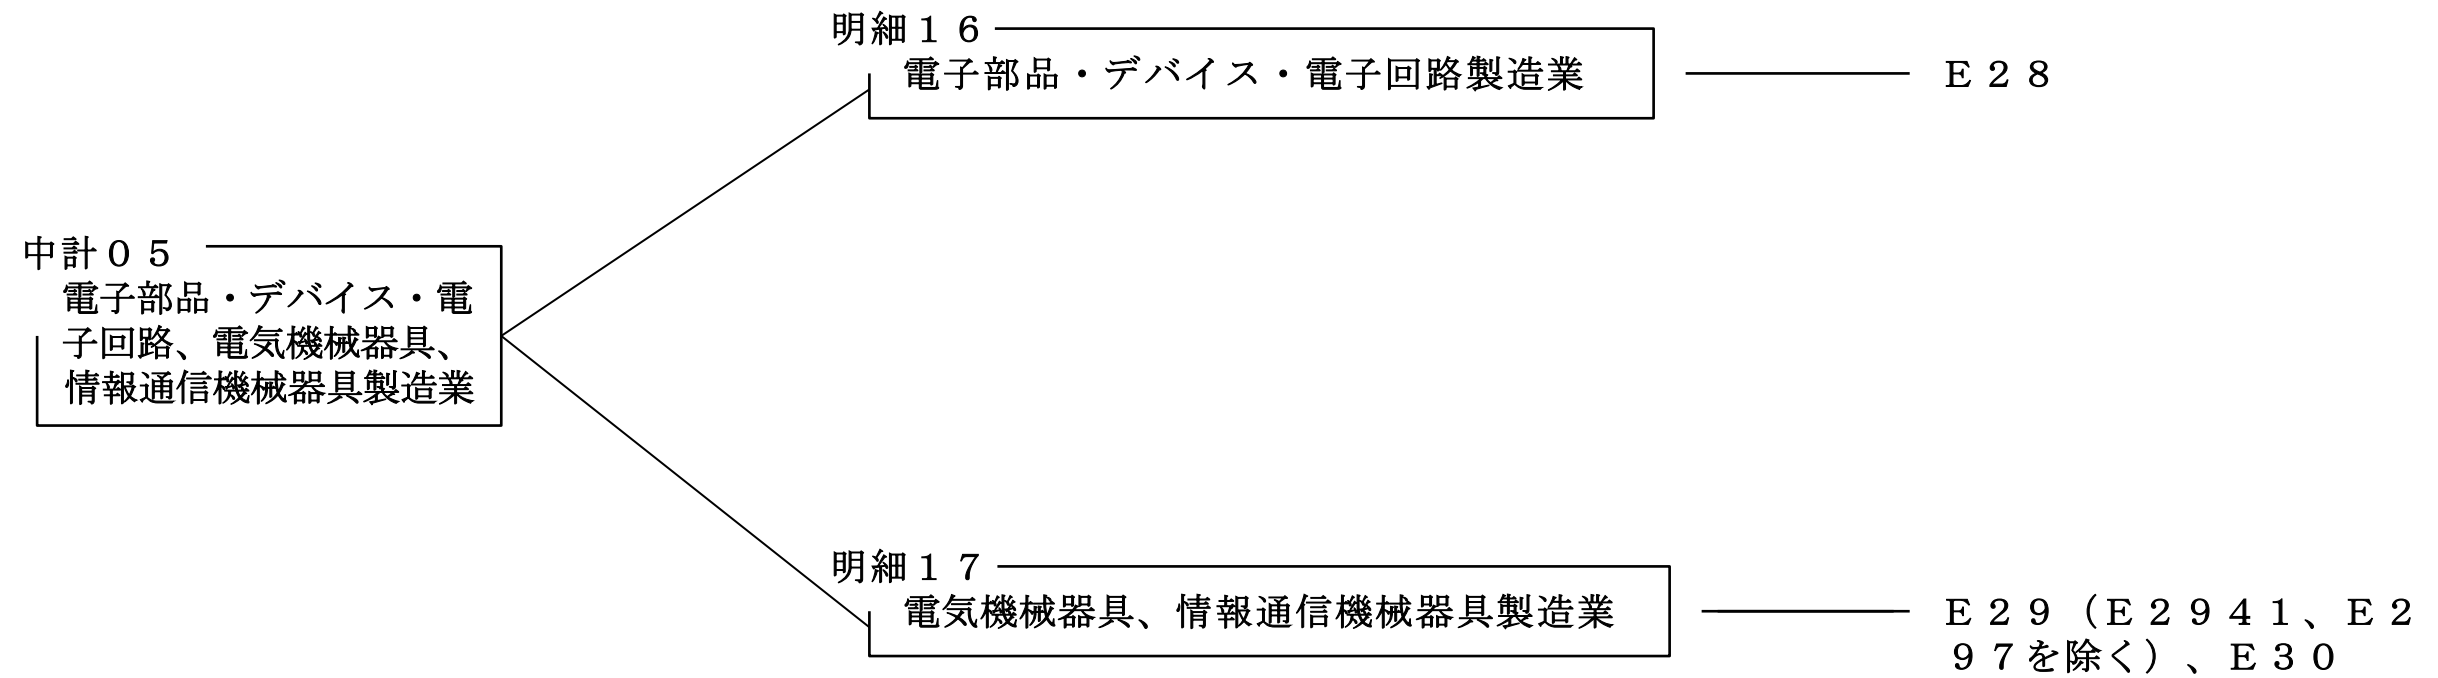 明細１６
電子部品・デバイス・電子回路製造業
Ｅ２８
中計０５
電子部品・デバイス・電
子回路、電気機械器具、
情報通信機械器具製造業
明細１７
電気機械器具、情報通信機械器具製造業
Ｅ２９（Ｅ２９４１、Ｅ２
９７を除く）、Ｅ３０